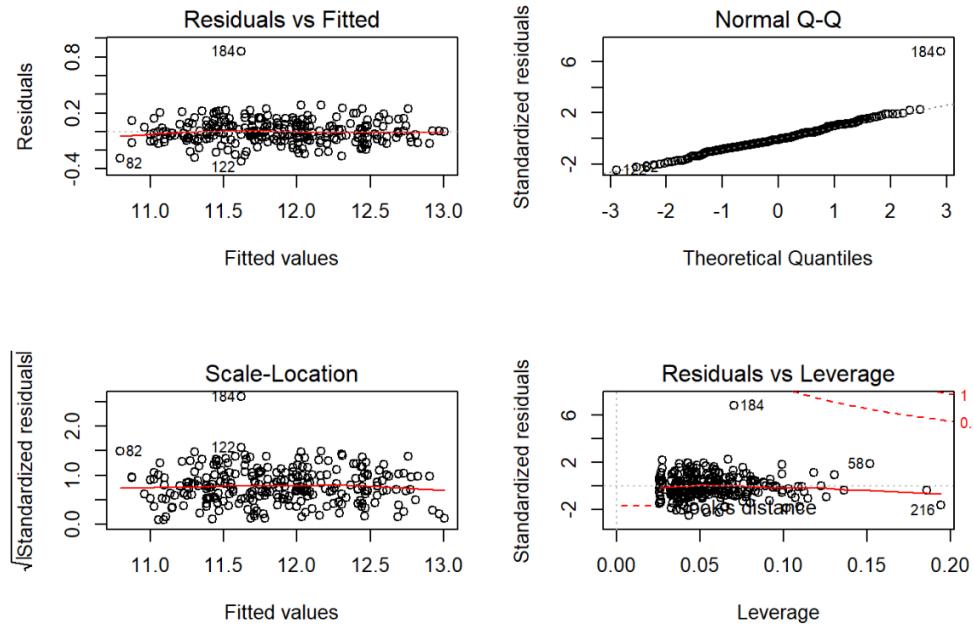 Residuals vs Fitted
Residuals
0.8
0.2
-0.4
184
82
122
11.0 11.5 12.0 12.5 13.0
Fitted values
Normal Q-Q
Standardized residuals
6
2
-2
184
-3 -2 -1 0 1 2 3
Theoretical Quantiles
Scale-Location
√|Standardized residuals|
2.0
1.0
0.0
184
82
122
11.0 11.5 12.0 12.5 13.0
Fitted values
Residuals vs Leverage
Standardized residuals
6
2
-2
184
58
216
1
0.
distance
0.00 0.05 0.10 0.15 0.20
Leverage